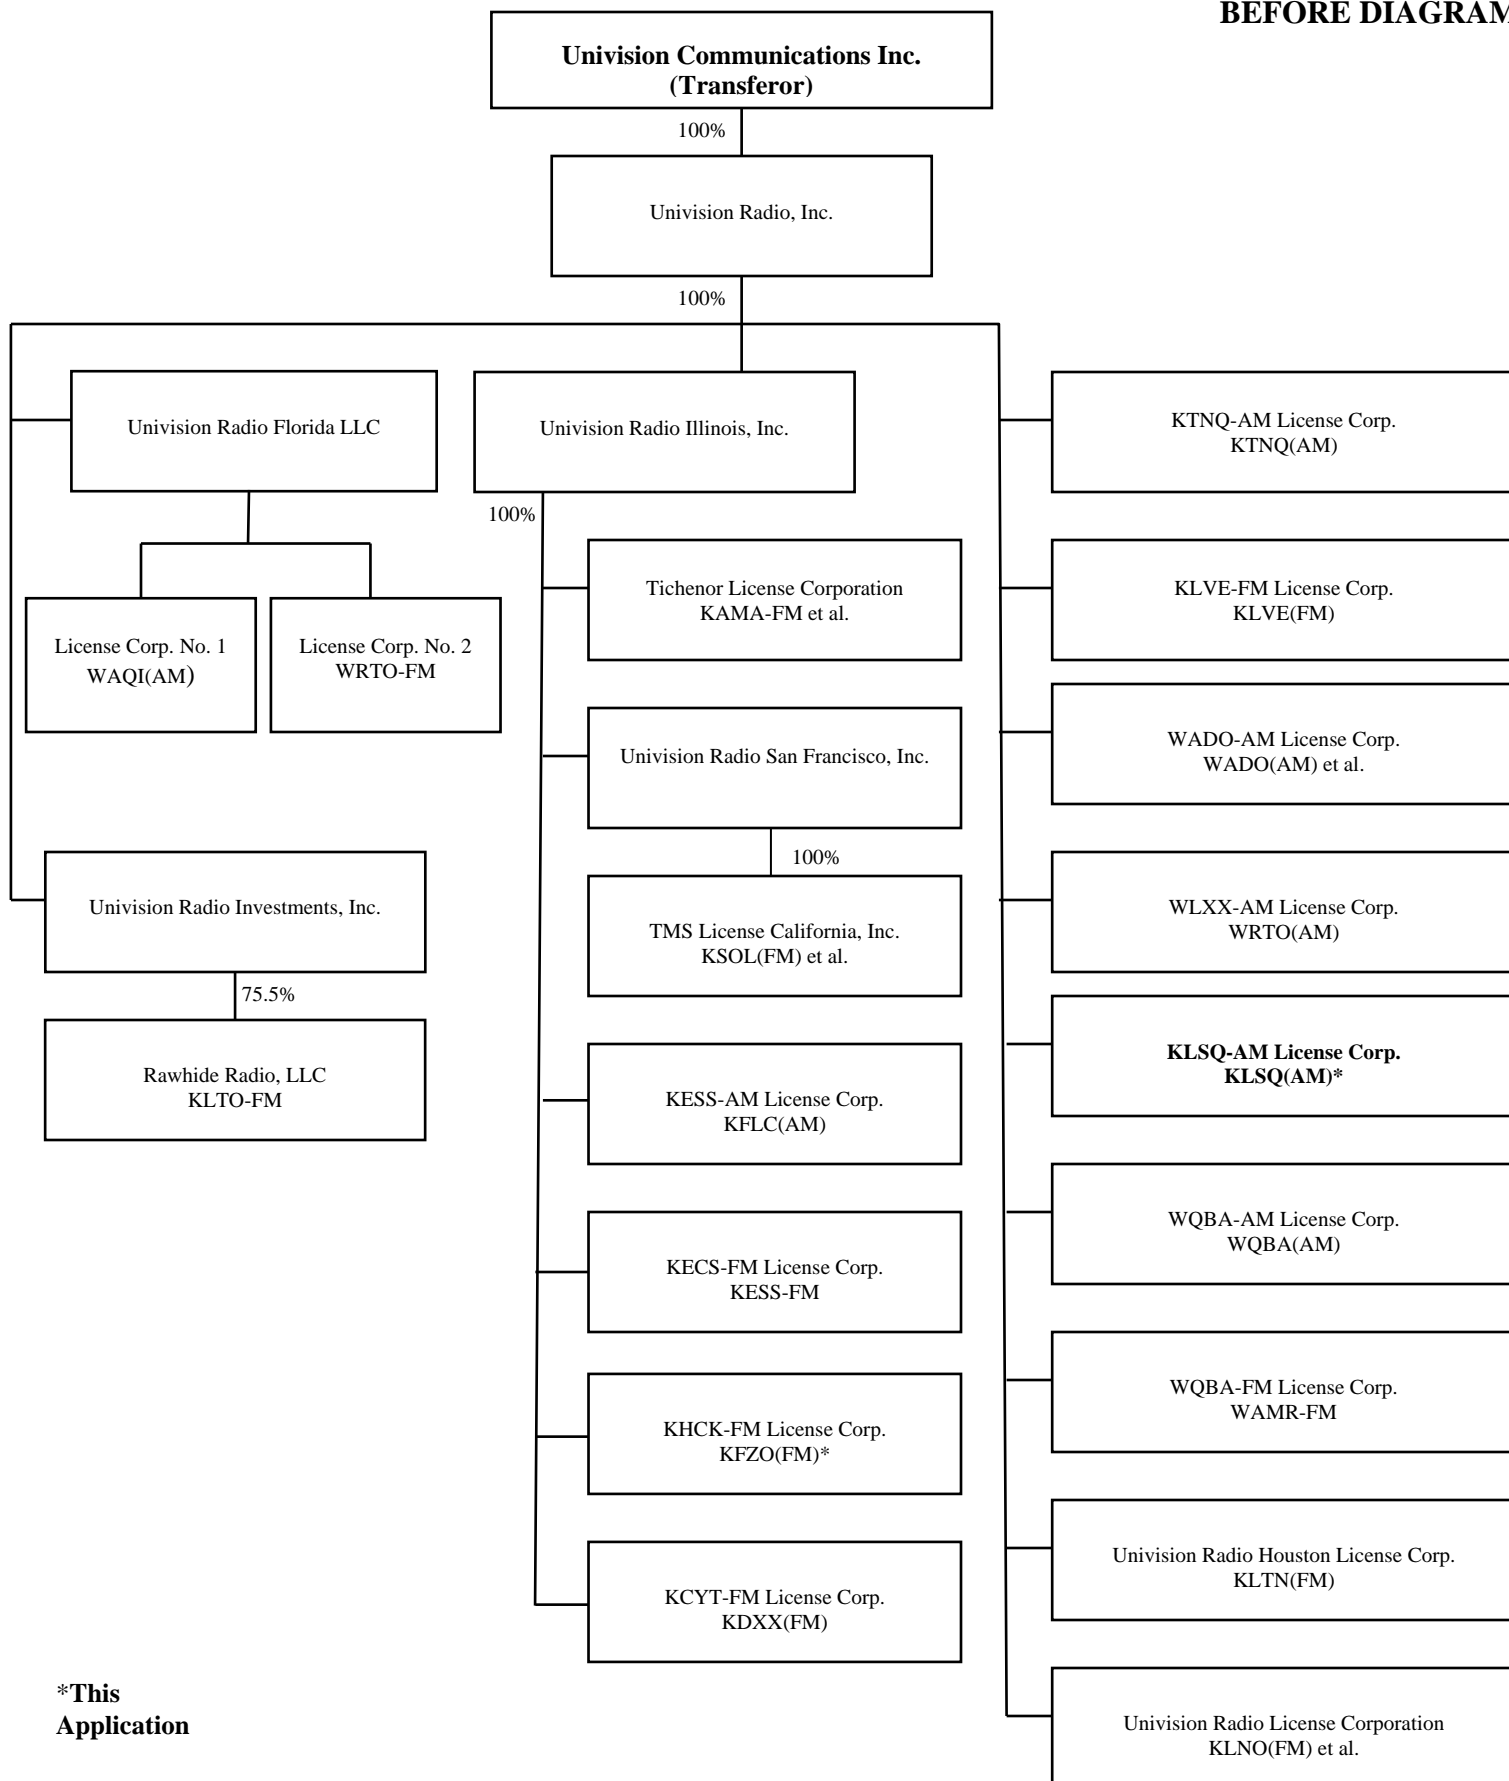 BEFORE DIAGRAM
Univision Communications Inc.
(Transferor)
100%
Univision Radio, Inc.
100%
Univision Radio Florida LLC
License Corp. No. 1
WAQI(AM)
License Corp. No. 2
WRTO-FM
Univision Radio Investments, Inc.
75.5%
Rawhide Radio, LLC
KLTO-FM
Univision Radio Illinois, Inc.
100%
Tichenor License Corporation
KAMA-FM et al.
Univision Radio San Francisco, Inc.
100%
TMS License California, Inc.
KSOL(FM) et al.
KESS-AM License Corp.
KFLC(AM)
KECS-FM License Corp.
KESS-FM
KHCK-FM License Corp.
KFZO(FM)*
KCYT-FM License Corp.
KDXX(FM)
KTNQ-AM License Corp.
KTNQ(AM)
KLVE-FM License Corp.
KLVE(FM)
WADO-AM License Corp.
WADO(AM) et al.
WLXX-AM License Corp.
WRTO(AM)
KLSQ-AM License Corp.
KLSQ(AM)*
WQBA-AM License Corp.
WQBA(AM)
WQBA-FM License Corp.
WAMR-FM
Univision Radio Houston License Corp.
KLTN(FM)
Univision Radio License Corporation
KLNO(FM) et al.
*This
Application